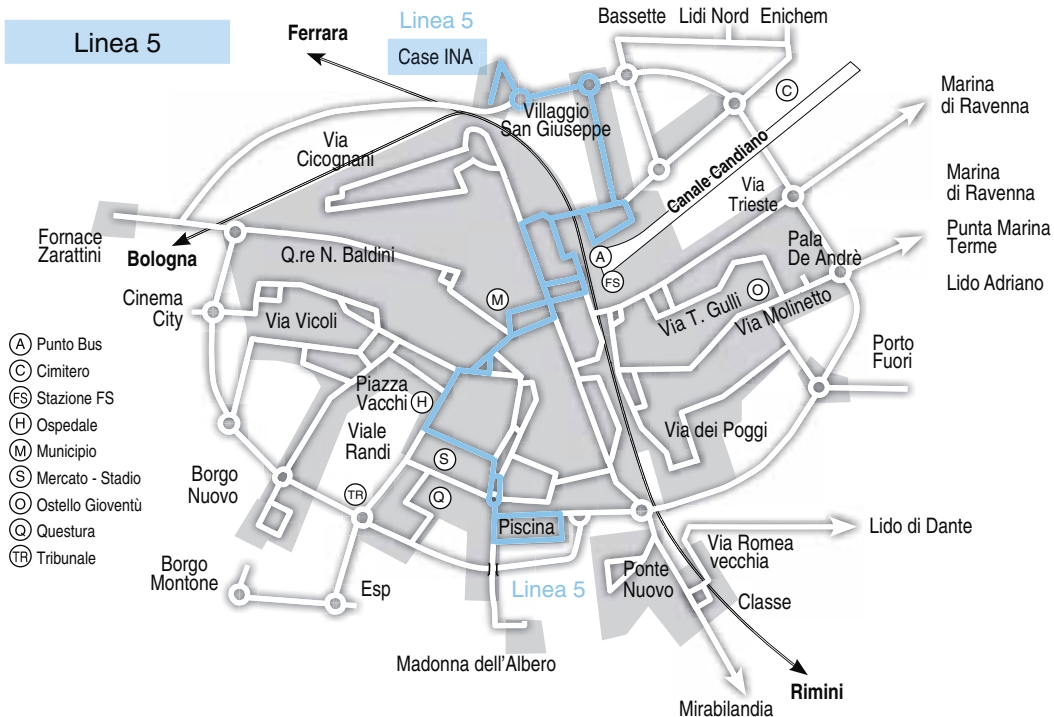 Linea 5
Linea 5
Case INA
Ferrara
Bassette
Lidi Nord
Enichem
C
Marina
di Ravenna
Villaggio
San Giuseppe
Via
Cicognani
Canale Candiano
Via
Trieste
Marina
di Ravenna
Punta Marina
Terme
Lido Adriano
Fornace
Zarattini
Bologna
Q.re N. Baldini
A
FS
Pala
De Andrè
Cinema
City
M
Via Vicoli
Via T. Gulli
O
Via Molinetto
Porto
Fuori
A Punto Bus
C Cimitero
FS Stazione FS
H Ospedale
M Municipio
S Mercato - Stadio
O Ostello Gioventù
Q Questura
TR Tribunale
Piazza
Vacchi
H
Viale
Randi
Via dei Poggi
S
Q
TR
Borgo
Nuovo
Piscina
Lido di Dante
Via Romea
vecchia
Borgo
Montone
Esp
Linea 5
Ponte
Nuovo
Classe
Madonna dell'Albero
Rimini
Mirabilandia